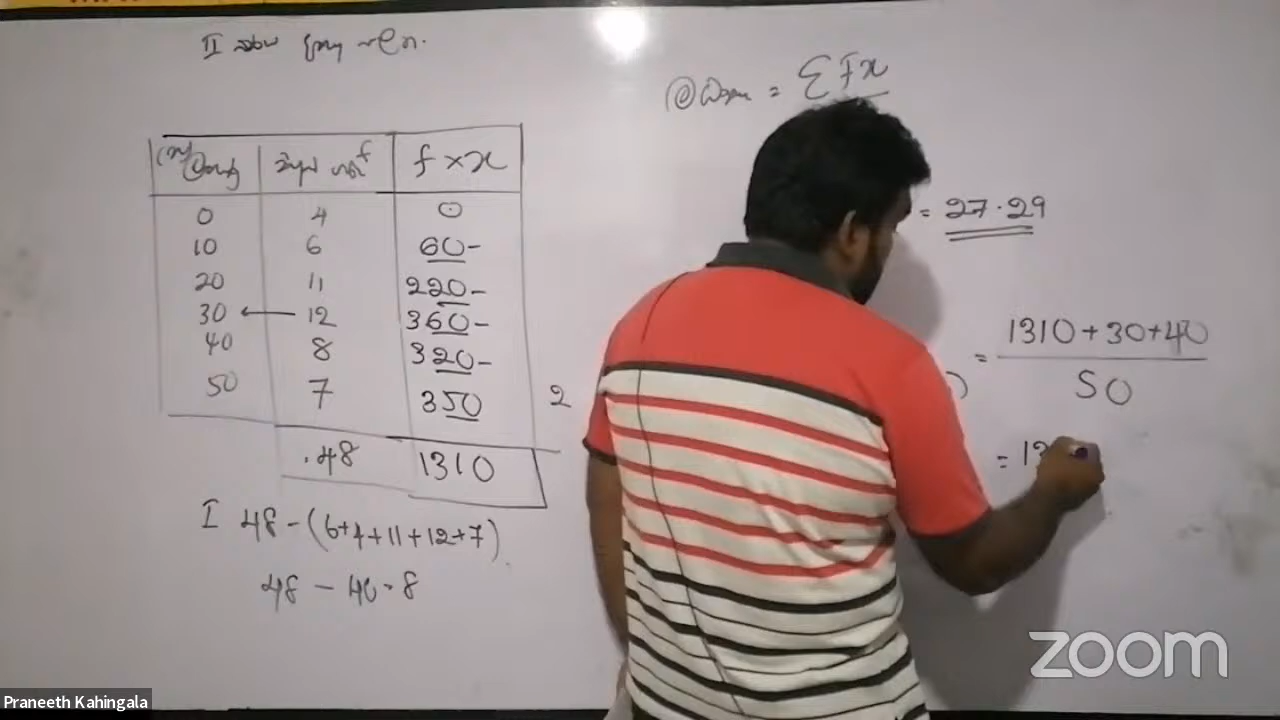 II
= Σfx
(x) | f | f × x
0 4 0
10 6 60-
20 11 220-
30 ← 12 360-
40 8 320-
50 7 350
2
.48 1310
I 48 - (6+4+11+12+7)
48 - 40 = 8
= 27.29
= 1310+30+40
50
= 13
zoom
Praneeth Kahingala